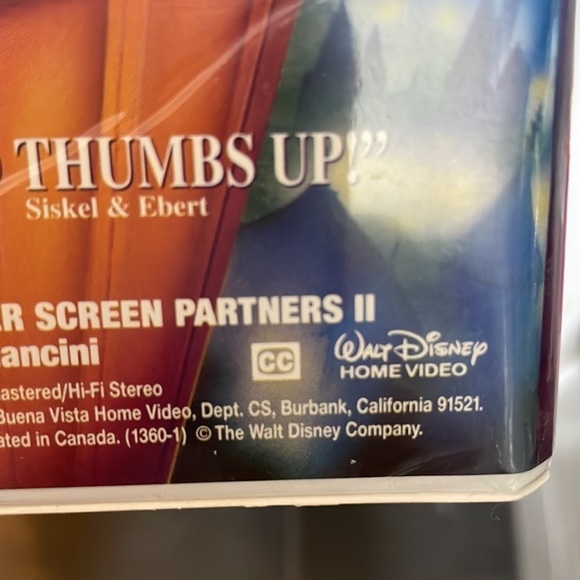 THUMBS UP!”
Siskel & Ebert
R SCREEN PARTNERS II
ancini
CC
WALT DISNEY
HOME VIDEO
astered/Hi-Fi Stereo
Buena Vista Home Video, Dept. CS, Burbank, California 91521.
ated in Canada. (1360-1) © The Walt Disney Company.